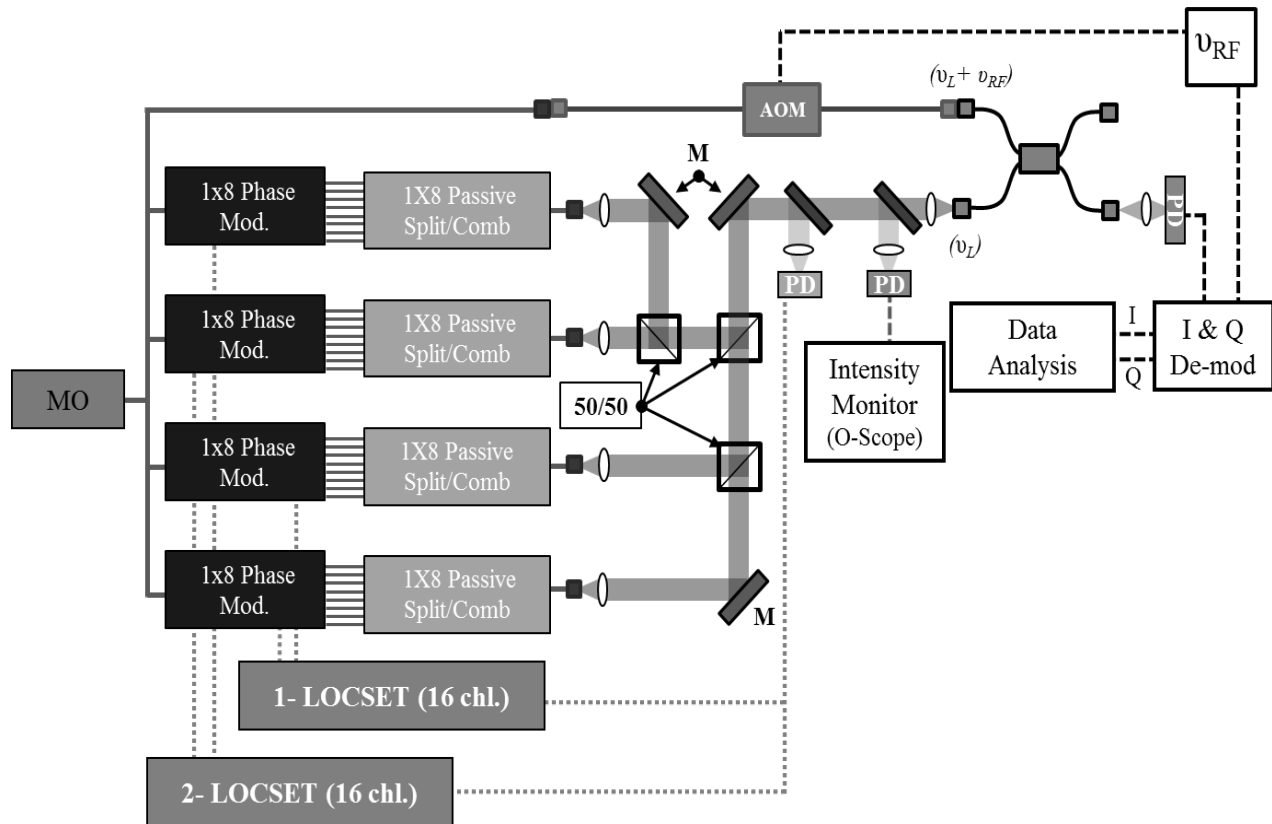 υRF
(υL + υRF)
AOM
M
1x8 Phase
Mod.
1X8 Passive
Split/Comb
(υL)
PD
PD
PD
1x8 Phase
Mod.
1X8 Passive
Split/Comb
Data
Analysis
I
Q
I & Q
De-mod
Intensity
Monitor
(O-Scope)
MO
50/50
1x8 Phase
Mod.
1X8 Passive
Split/Comb
1x8 Phase
Mod.
1X8 Passive
Split/Comb
M
1- LOCSET (16 chl.)
2- LOCSET (16 chl.)